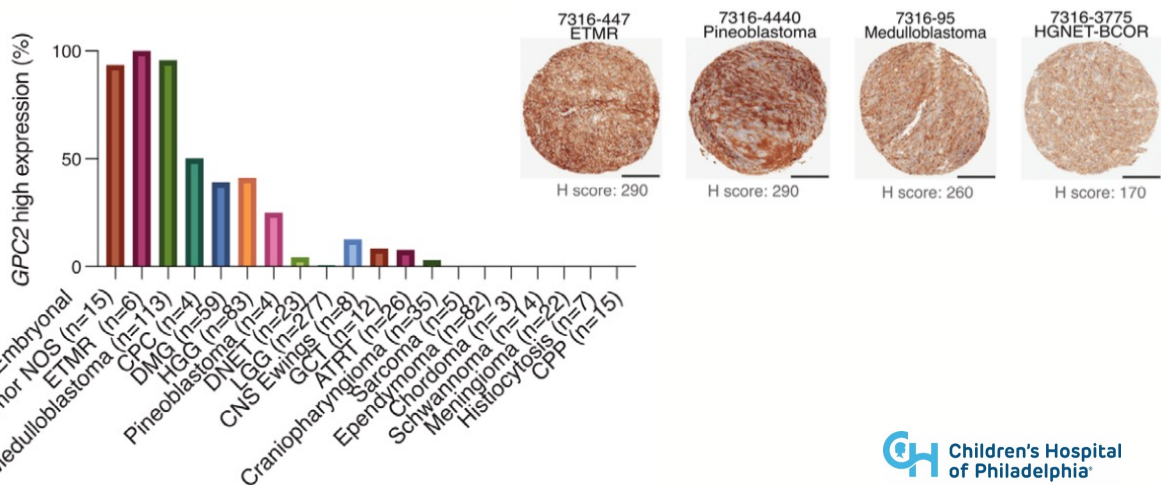 GPC2 high expression (%)
100
50
0
Embryonal
NOS (n=15)
ETMR (n=6)
Medulloblastoma (n=113)
CPC (n=4)
DMG (n=59)
HGG (n=83)
Pineoblastoma (n=4)
DNET (n=23)
LGG (n=277)
CNS Ewings (n=8)
GCT (n=12)
ATRT (n=26)
Craniopharyngioma (n=35)
Sarcoma (n=5)
Ependymoma (n=82)
Chordoma (n= 3)
Schwannoma (n=14)
Meningioma (n=22)
Histiocytosis (n=7)
CPP (n=15)
7316-447
ETMR
H score: 290
7316-4440
Pineoblastoma
H score: 290
7316-95
Medulloblastoma
H score: 260
7316-3775
HGNET-BCOR
H score: 170
CH Children's Hospital
of Philadelphia®